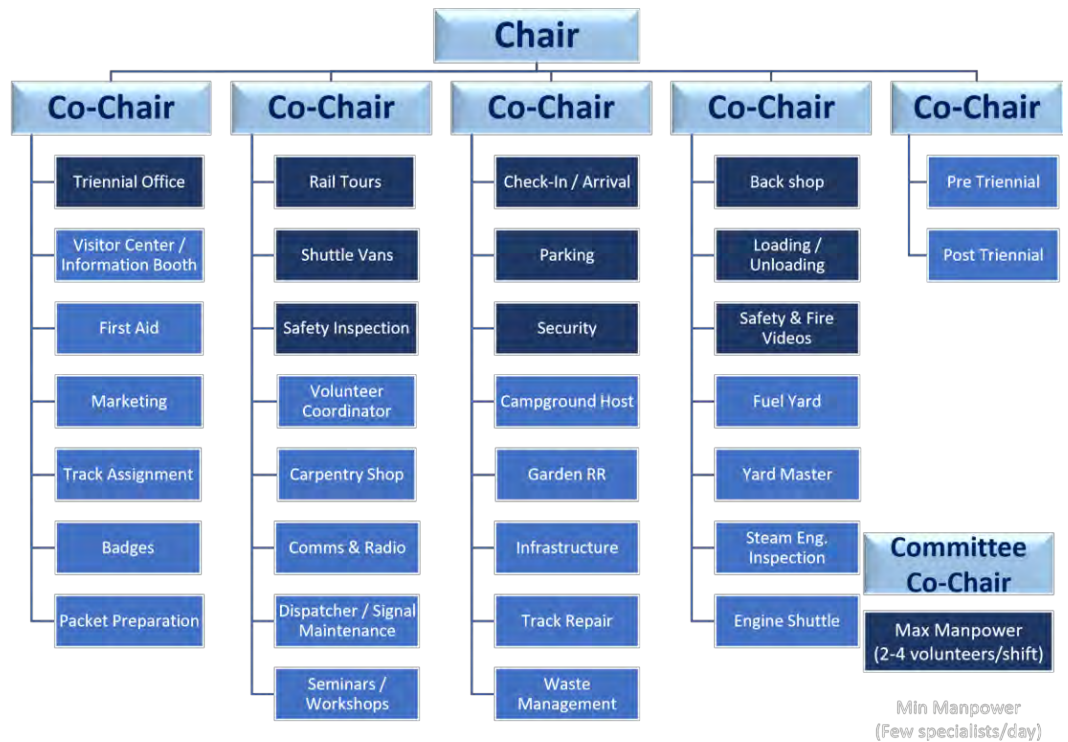 Chair
Co-Chair
Co-Chair
Co-Chair
Co-Chair
Co-Chair
Triennial Office
Visitor Center /
Information Booth
First Aid
Marketing
Track Assignment
Badges
Packet Preparation
Rail Tours
Shuttle Vans
Safety Inspection
Volunteer
Coordinator
Carpentry Shop
Comms & Radio
Dispatcher / Signal
Maintenance
Seminars /
Workshops
Check-In / Arrival
Parking
Security
Campground Host
Garden RR
Infrastructure
Track Repair
Waste
Management
Back shop
Loading /
Unloading
Safety & Fire
Videos
Fuel Yard
Yard Master
Steam Eng.
Inspection
Engine Shuttle
Pre Triennial
Post Triennial
Committee
Co-Chair
Max Manpower
(2-4 volunteers/shift)
Min Manpower
(Few specialists/day)